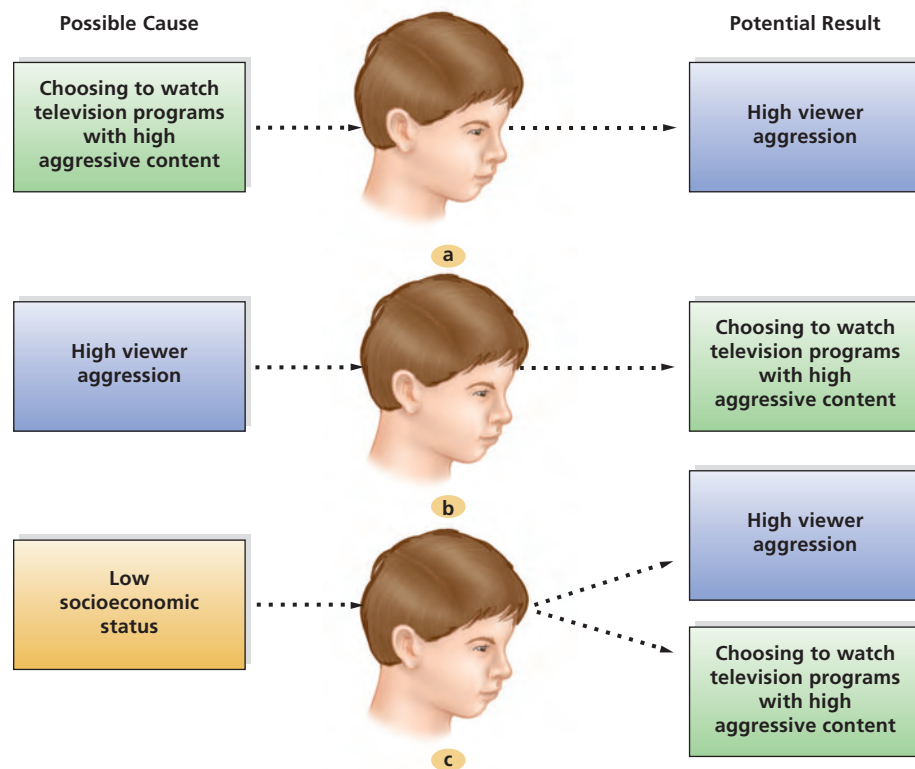 Possible Cause
Potential Result
Choosing to watch
television programs
with high
aggressive content
High viewer
aggression
a
High viewer
aggression
Choosing to watch
television programs
with high
aggressive content
b
Low
socioeconomic
status
High viewer
aggression
Choosing to watch
television programs
with high
aggressive content
c